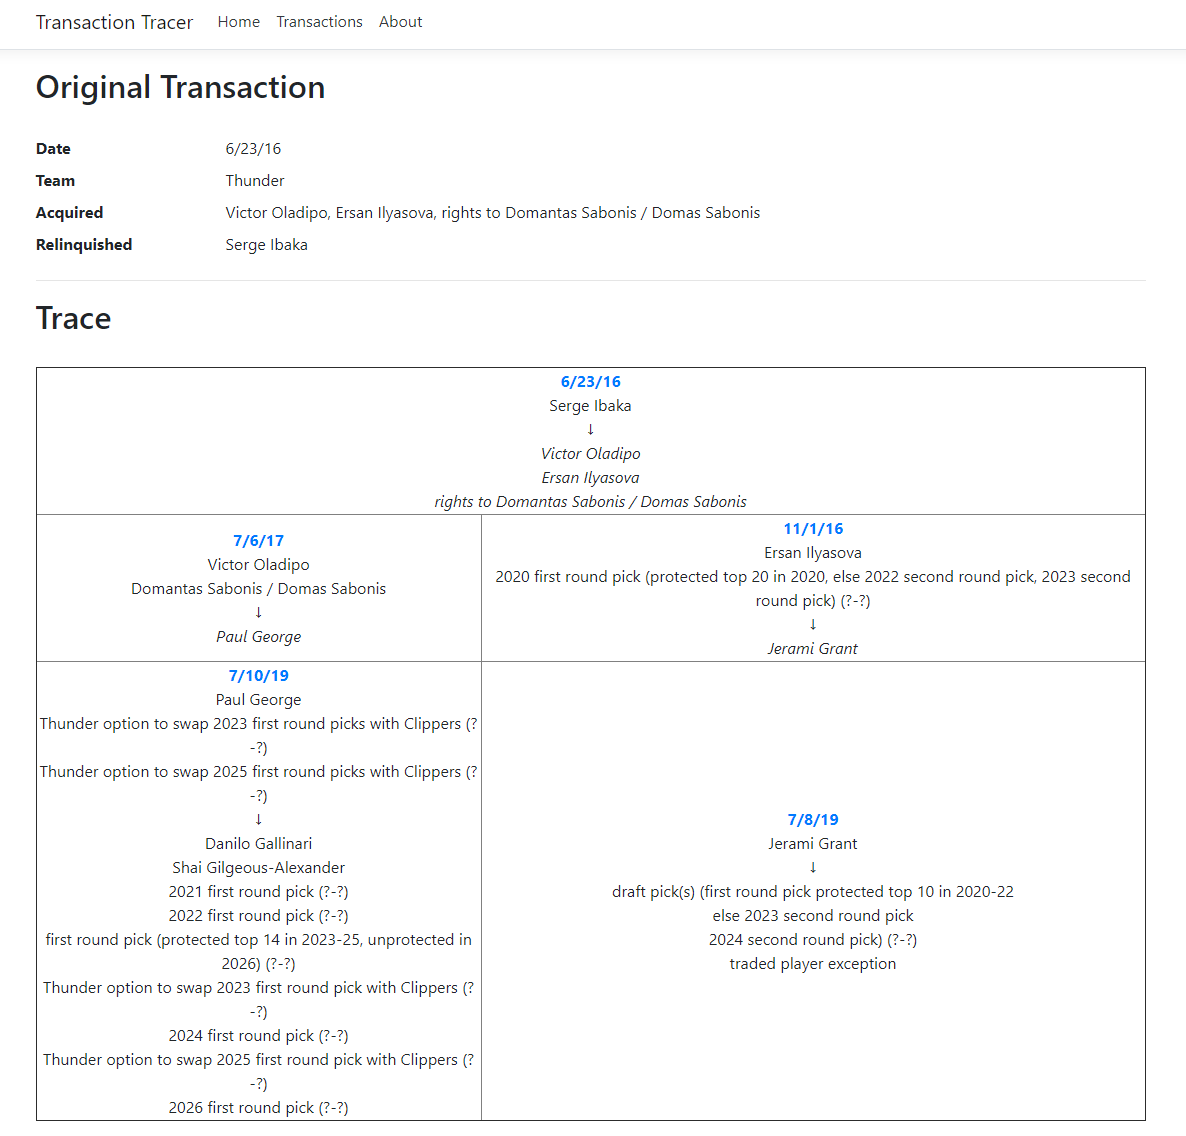 Transaction Tracer Home Transactions About
Original Transaction
Date 6/23/16
Team Thunder
Acquired Victor Oladipo, Ersan Ilyasova, rights to Domantas Sabonis / Domas Sabonis
Relinquished Serge Ibaka
Trace
6/23/16
Serge Ibaka
↓
Victor Oladipo
Ersan Ilyasova
rights to Domantas Sabonis / Domas Sabonis
7/6/17
Victor Oladipo
Domantas Sabonis / Domas Sabonis
↓
Paul George
11/1/16
Ersan Ilyasova
2020 first round pick (protected top 20 in 2020, else 2022 second round pick, 2023 second
round pick) (?-?)
↓
Jerami Grant
7/10/19
Paul George
Thunder option to swap 2023 first round picks with Clippers (?
-?)
Thunder option to swap 2025 first round picks with Clippers (?
-?)
↓
Danilo Gallinari
Shai Gilgeous-Alexander
2021 first round pick (?-?)
2022 first round pick (?-?)
first round pick (protected top 14 in 2023-25, unprotected in
2026) (?-?)
Thunder option to swap 2023 first round pick with Clippers (?
-?)
2024 first round pick (?-?)
Thunder option to swap 2025 first round pick with Clippers (?
-?)
2026 first round pick (?-?)
7/8/19
Jerami Grant
↓
draft pick(s) (first round pick protected top 10 in 2020-22
else 2023 second round pick
2024 second round pick) (?-?)
traded player exception